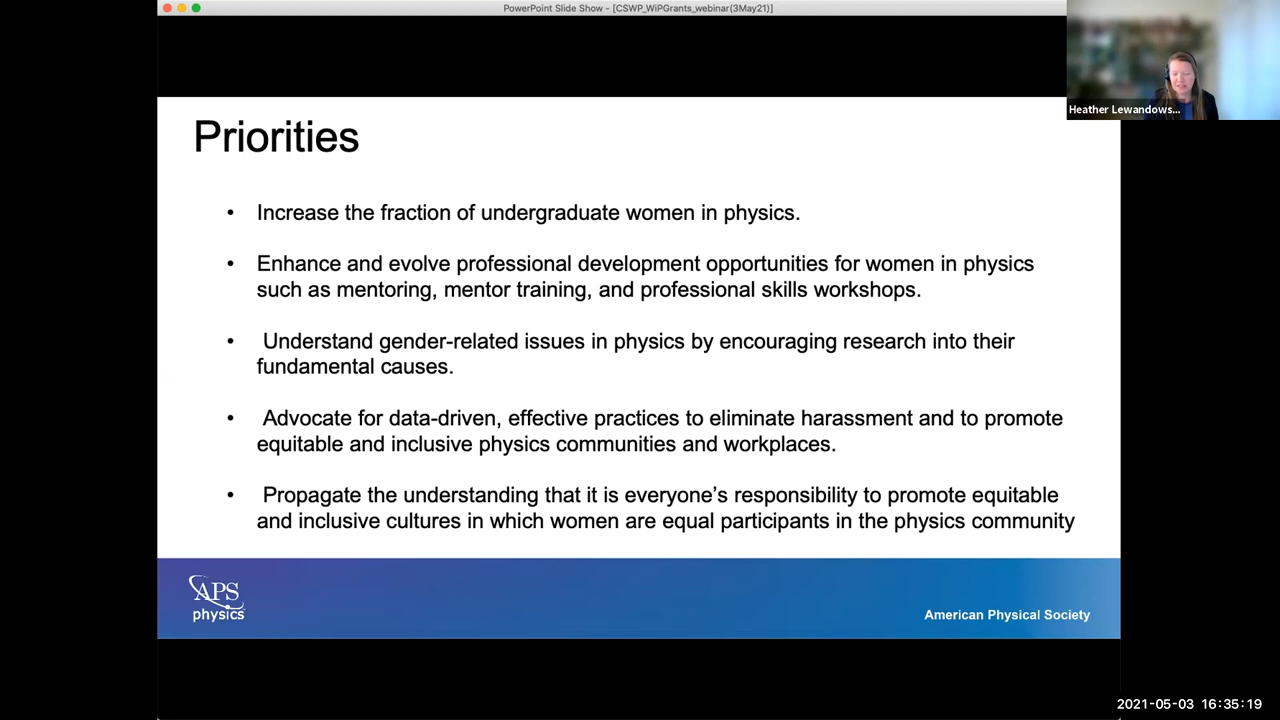 PowerPoint Slide Show - [CSWP_WiPGrants_webinar(3May21)]
Heather Lewandows...
Priorities
• Increase the fraction of undergraduate women in physics.
• Enhance and evolve professional development opportunities for women in physics
such as mentoring, mentor training, and professional skills workshops.
• Understand gender-related issues in physics by encouraging research into their
fundamental causes.
• Advocate for data-driven, effective practices to eliminate harassment and to promote
equitable and inclusive physics communities and workplaces.
• Propagate the understanding that it is everyone’s responsibility to promote equitable
and inclusive cultures in which women are equal participants in the physics community
APS
physics
American Physical Society
2021-05-03 16:35:19